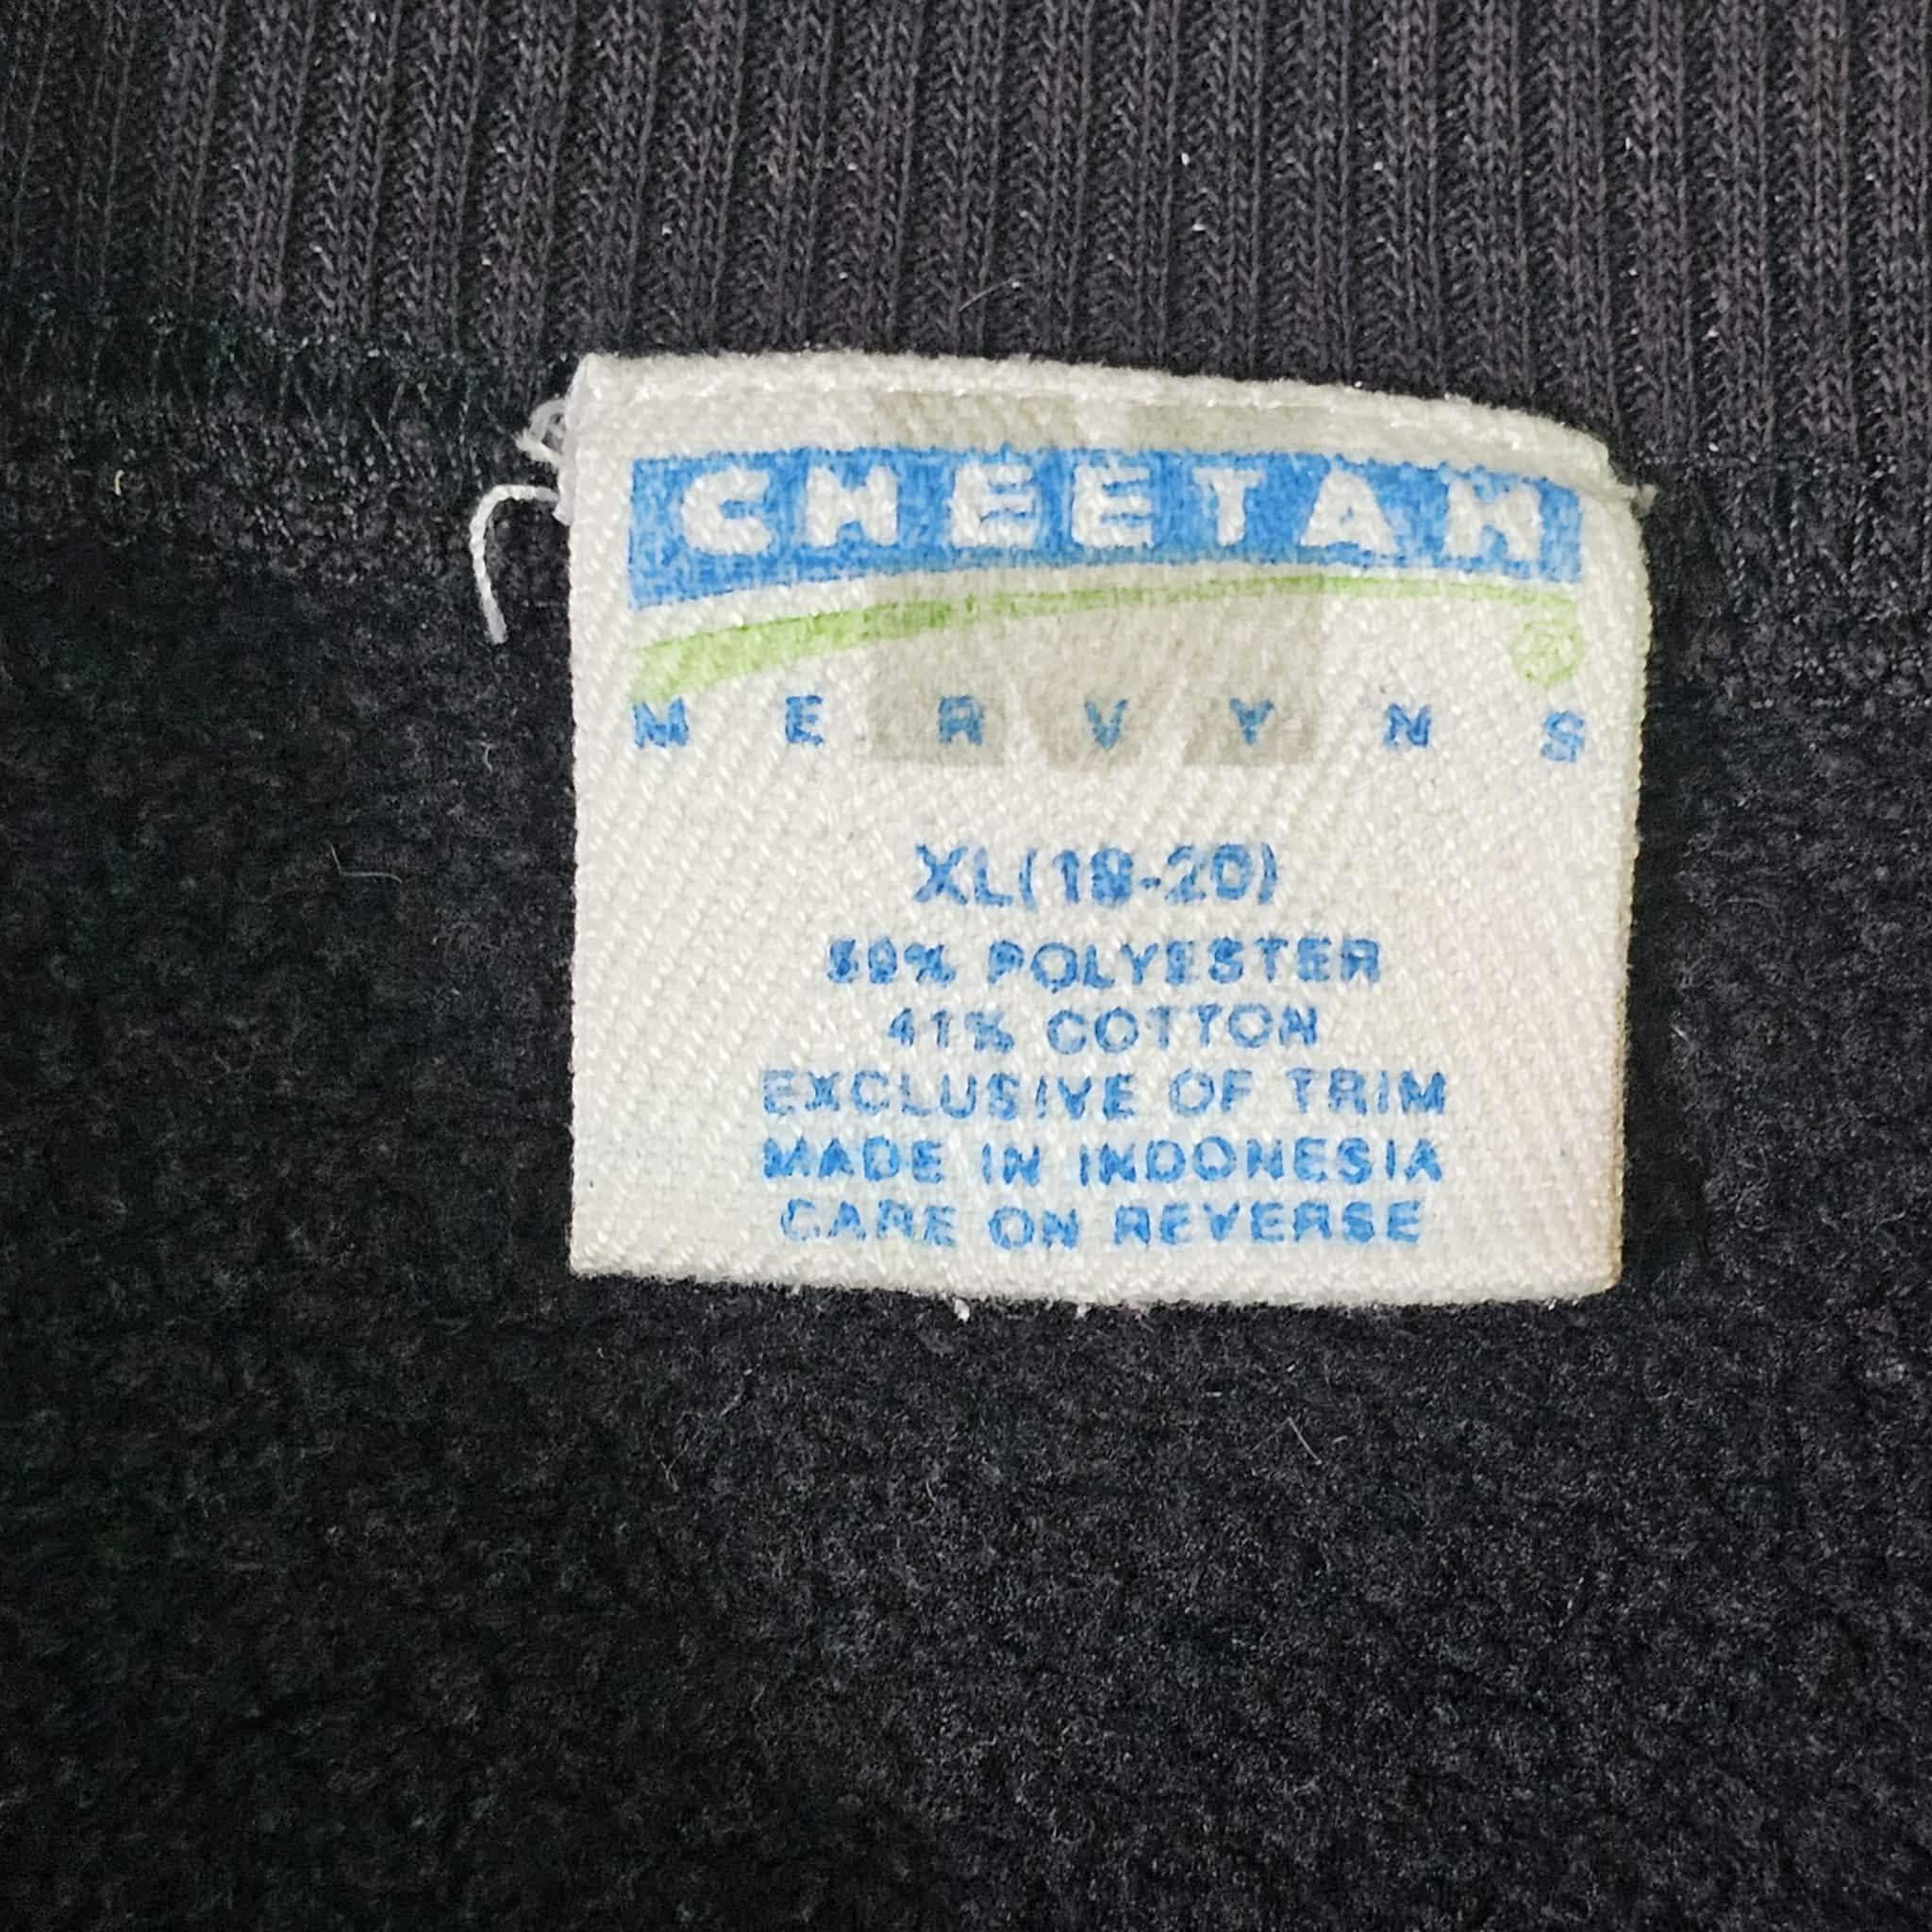 CHEETAH
MERVYNS
XL(18-20)
59% POLYESTER
41% COTTON
EXCLUSIVE OF TRIM
MADE IN INDONESIA
CARE ON REVERSE